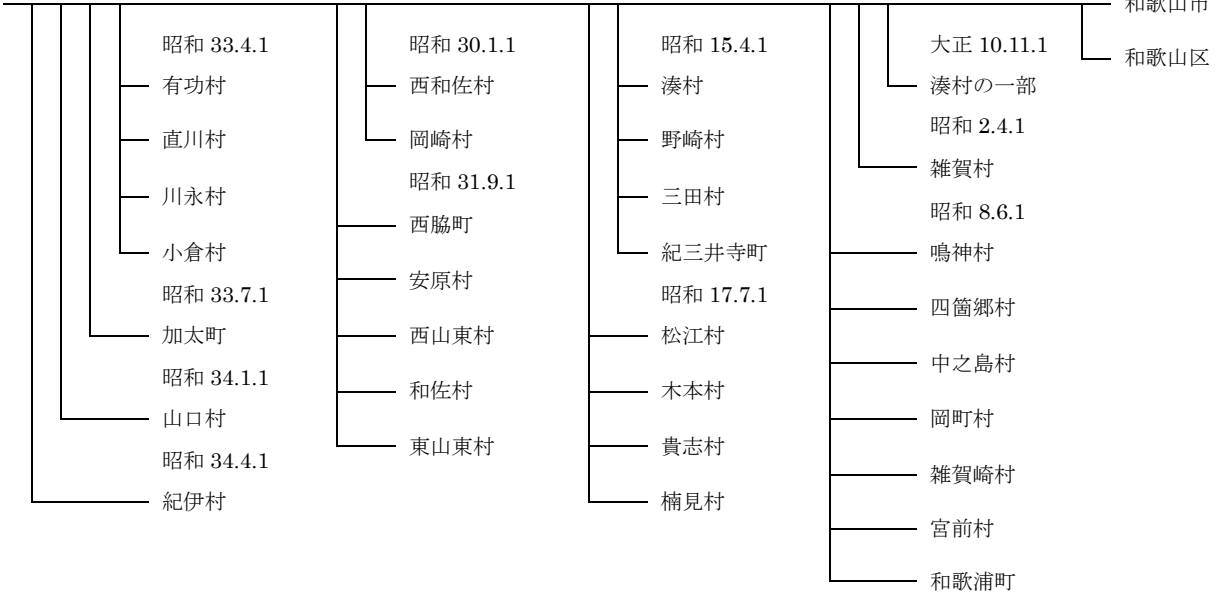 和歌山市
和歌山区
大正 10.11.1
湊村の一部
昭和 2.4.1
雑賀村
昭和 8.6.1
鳴神村
四箇郷村
中之島村
岡町村
雑賀崎村
宮前村
和歌浦町
昭和 15.4.1
湊村
野崎村
三田村
紀三井寺町
昭和 17.7.1
松江村
木本村
貴志村
楠見村
昭和 30.1.1
西和佐村
岡崎村
昭和 31.9.1
西脇町
安原村
西山東村
和佐村
東山東村
昭和 33.4.1
有功村
直川村
川永村
小倉村
昭和 33.7.1
加太町
昭和 34.1.1
山口村
昭和 34.4.1
紀伊村